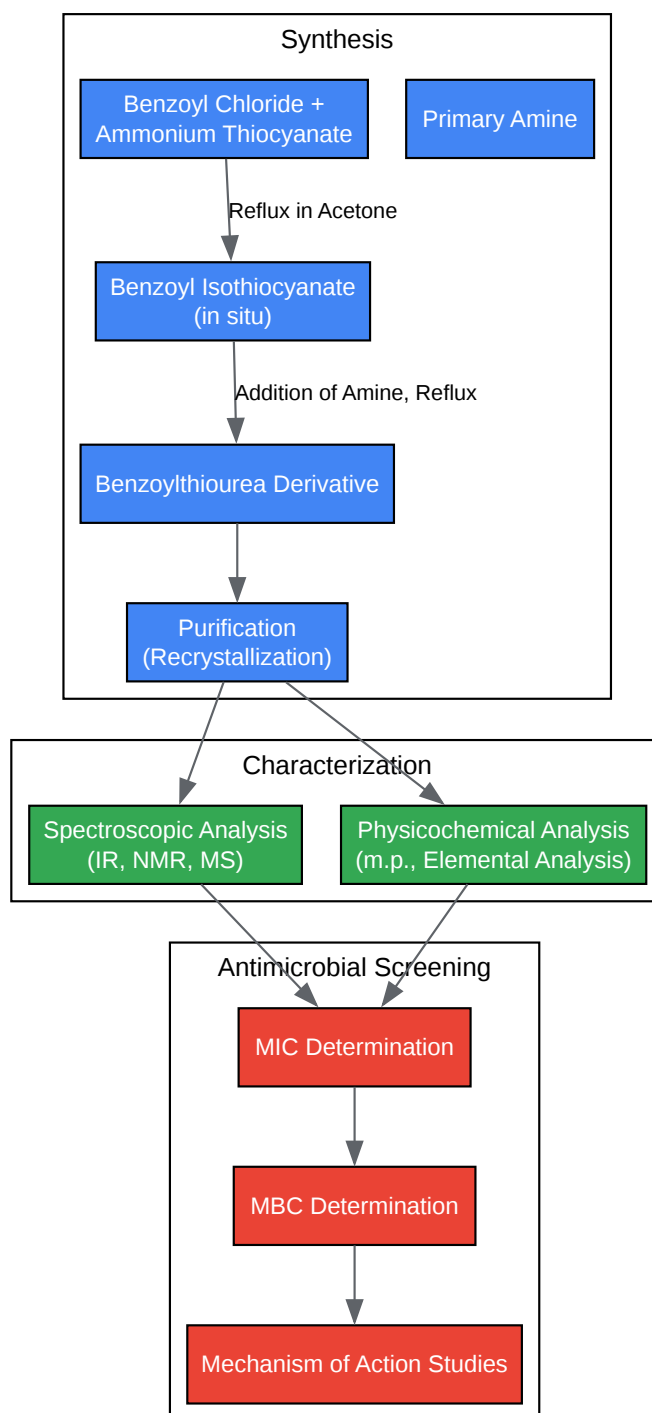 Synthesis
Benzoyl Chloride +
Ammonium Thiocyanate
Primary Amine
Reflux in Acetone
Benzoyl Isothiocyanate
(in situ)
Addition of Amine, Reflux
Benzoylthiourea Derivative
Purification
(Recrystallization)
Characterization
Spectroscopic Analysis
(IR, NMR, MS)
Physicochemical Analysis
(m.p., Elemental Analysis)
Antimicrobial Screening
MIC Determination
MBC Determination
Mechanism of Action Studies